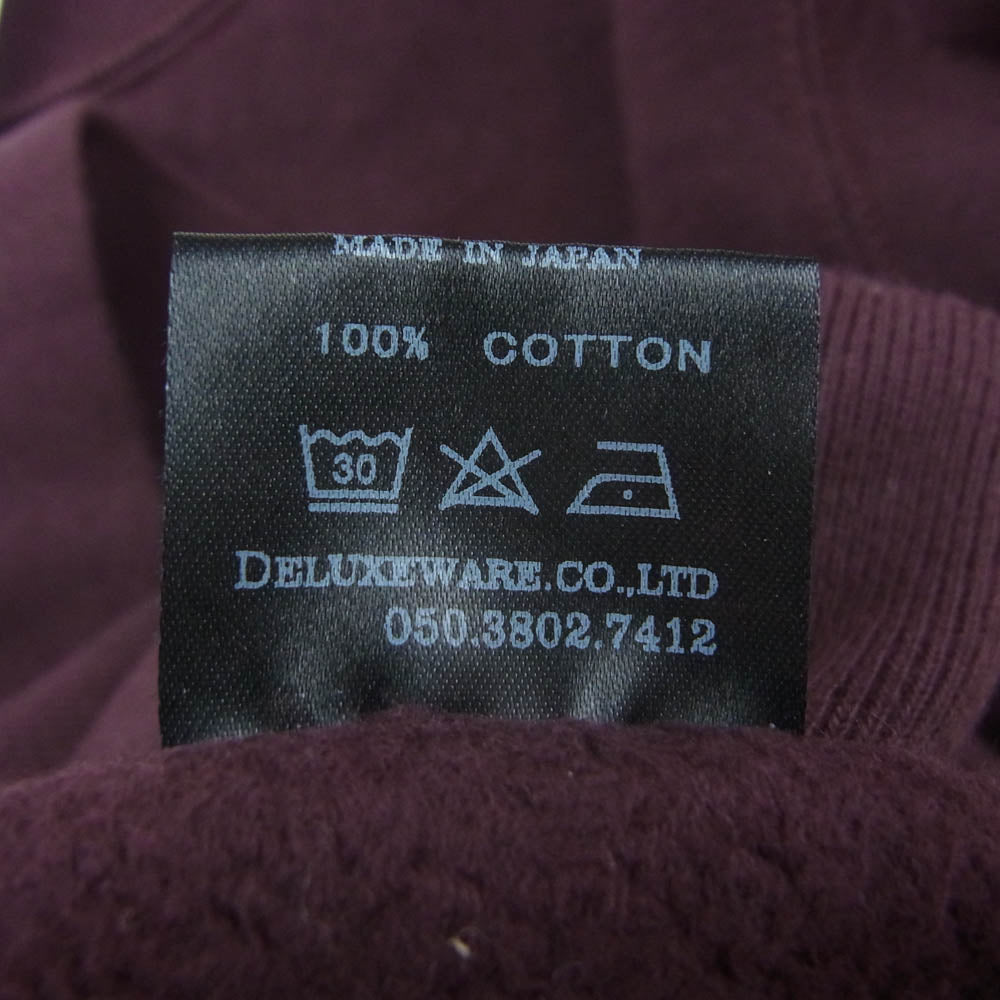 MADE IN JAPAN
100% COTTON
30
DELUXEWARE.CO.,LTD
050.3802.7412